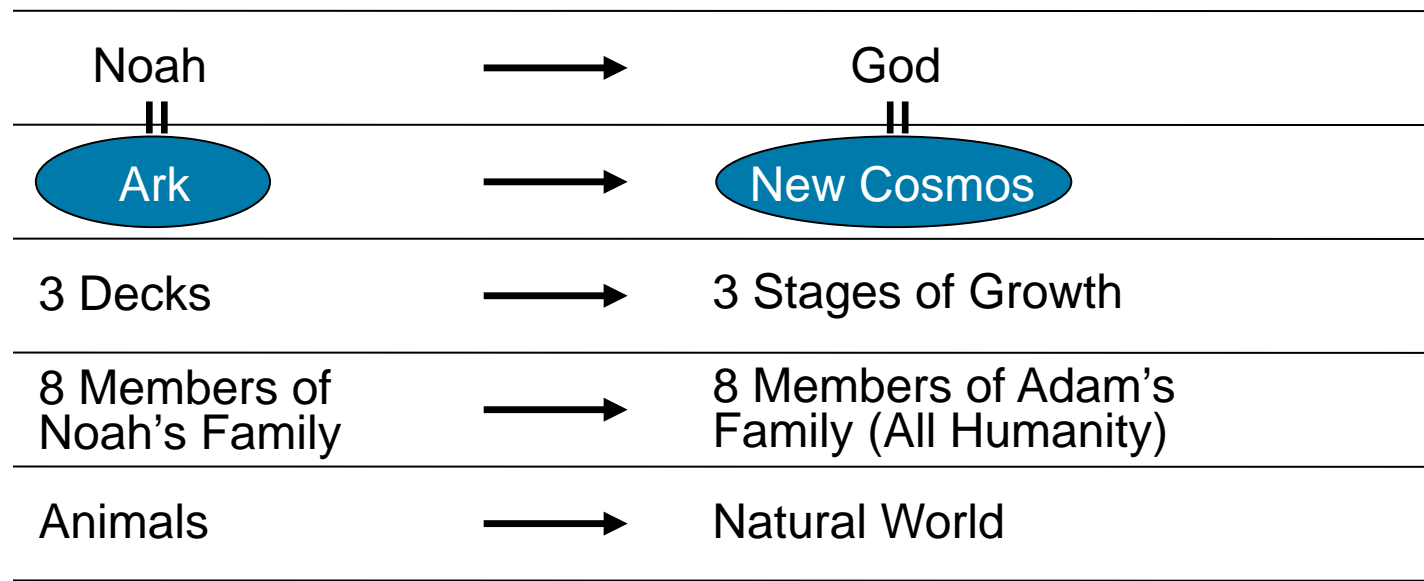 Noah God
Ark New Cosmos
3 Decks 3 Stages of Growth
8 Members of 8 Members of Adam’s
Noah’s Family Family (All Humanity)
Animals Natural World